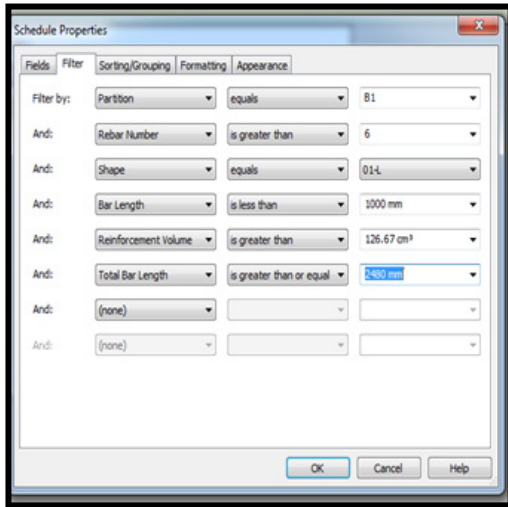 Schedule Properties
Fields Filter Sorting/Grouping Formatting Appearance
Filter by: Partition equals B1
And: Rebar Number is greater than 6
And: Shape equals 01-L
And: Bar Length is less than 1000 mm
And: Reinforcement Volume is greater than 126.67 cm³
And: Total Bar Length is greater than or equal 2480 mm
And: (none)
And: (none)
OK Cancel Help